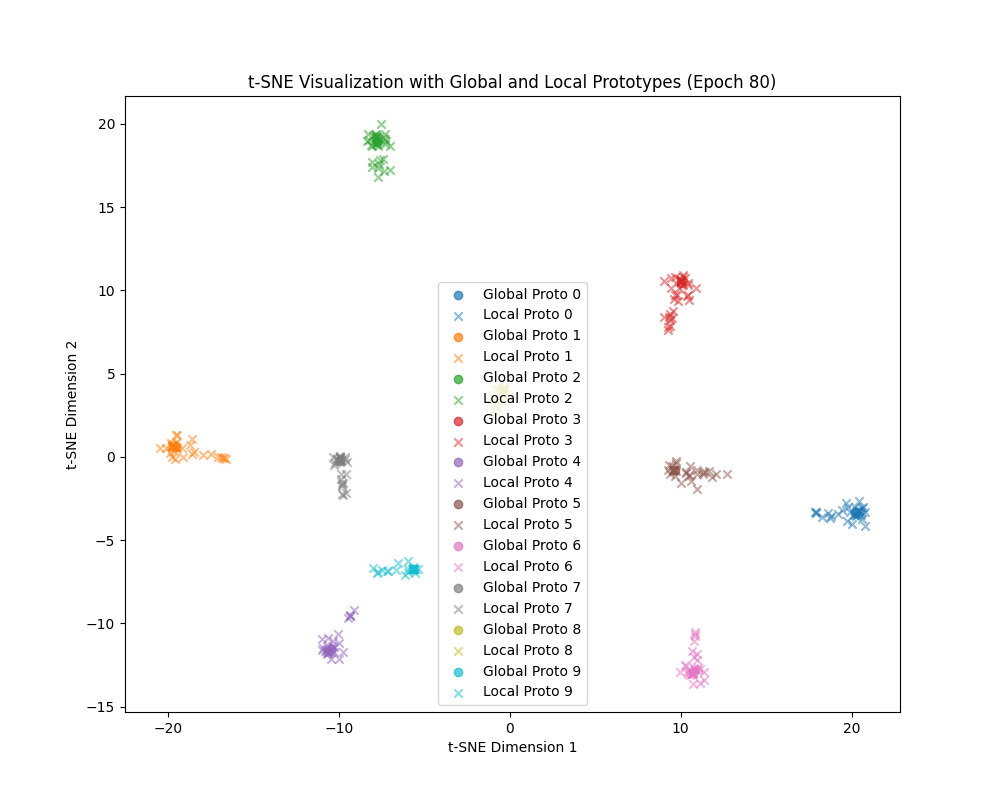 t-SNE Visualization with Global and Local Prototypes (Epoch 80)
t-SNE Dimension 2
20
15
10
5
0
−5
−10
−15
Global Proto 0
Local Proto 0
Global Proto 1
Local Proto 1
Global Proto 2
Local Proto 2
Global Proto 3
Local Proto 3
Global Proto 4
Local Proto 4
Global Proto 5
Local Proto 5
Global Proto 6
Local Proto 6
Global Proto 7
Local Proto 7
Global Proto 8
Local Proto 8
Global Proto 9
Local Proto 9
−20 −10 0 10 20
t-SNE Dimension 1